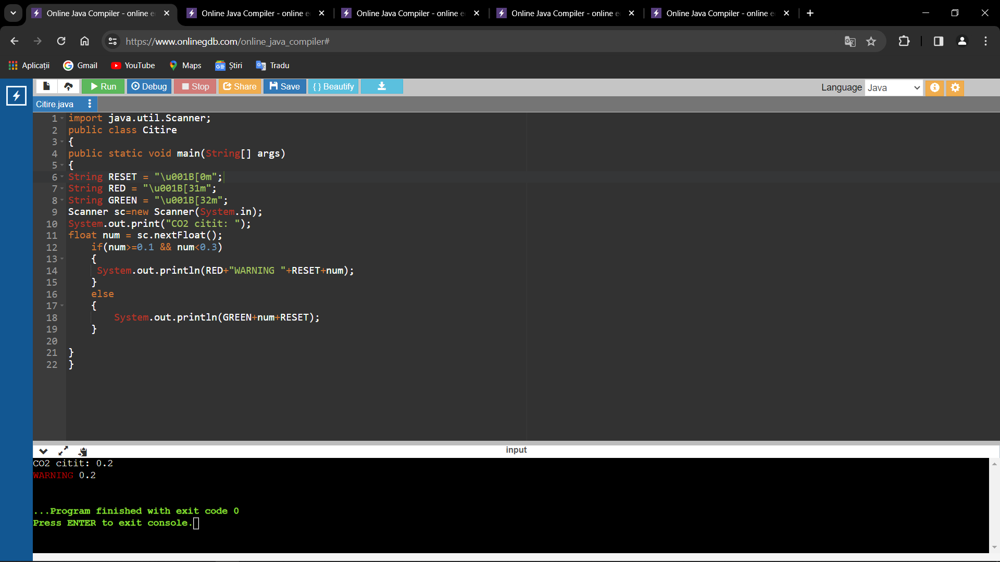 Online Java Compiler - online e
Online Java Compiler - online e
Online Java Compiler - online e
Online Java Compiler - online e
Online Java Compiler - online e
https://www.onlinegdb.com/online_java_compiler#
Aplicații Gmail YouTube Maps Știri Tradu
Run Debug Stop Share Save { } Beautify Language Java
Citire.java
1 import java.util.Scanner;
2 public class Citire
3 {
4 public static void main(String[] args)
5 {
6 String RESET = "\u001B[0m";
7 String RED = "\u001B[31m";
8 String GREEN = "\u001B[32m";
9 Scanner sc=new Scanner(System.in);
10 System.out.print("CO2 citit: ");
11 float num = sc.nextFloat();
12 if(num>=0.1 && num<0.3)
13 {
14 System.out.println(RED+"WARNING "+RESET+num);
15 }
16 else
17 {
18 System.out.println(GREEN+num+RESET);
19 }
20
21 }
22 }
input
CO2 citit: 0.2
WARNING 0.2
...Program finished with exit code 0
Press ENTER to exit console.